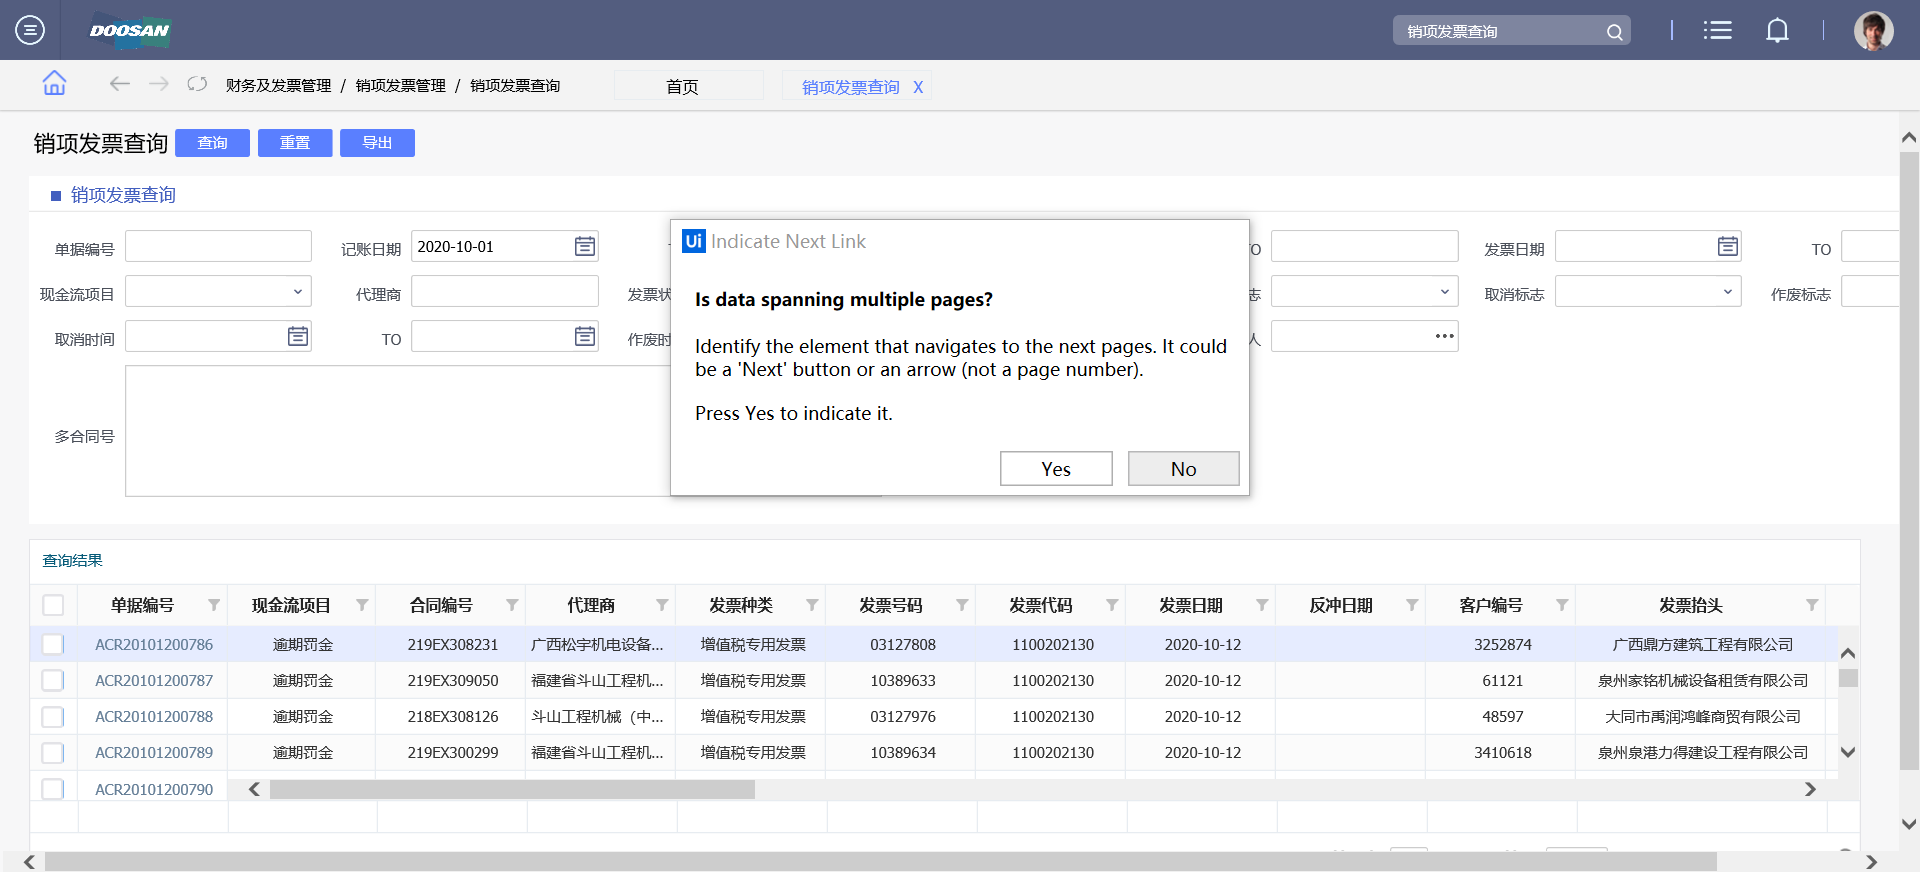 DOOSAN
销项发票查询
财务及发票管理 / 销项发票管理 / 销项发票查询
首页
销项发票查询 X
销项发票查询 查询 重置 导出
销项发票查询
Ui Indicate Next Link
Is data spanning multiple pages?
Identify the element that navigates to the next pages. It could
be a 'Next' button or an arrow (not a page number).
Press Yes to indicate it.
Yes No
单据编号 记账日期 2020-10-01 发票日期 TO
现金流项目 代理商 发票状 志 取消标志 作废标志
取消时间 TO 作废时 人
多合同号
查询结果
单据编号 现金流项目 合同编号 代理商 发票种类 发票号码 发票代码 发票日期 反冲日期 客户编号 发票抬头
ACR20101200786 逾期罚金 219EX308231 广西松宇机电设备... 增值税专用发票 03127808 1100202130 2020-10-12 3252874 广西鼎方建筑工程有限公司
ACR20101200787 逾期罚金 219EX309050 福建省斗山工程机... 增值税专用发票 10389633 1100202130 2020-10-12 61121 泉州家铭机械设备租赁有限公司
ACR20101200788 逾期罚金 218EX308126 斗山工程机械（中... 增值税专用发票 03127976 1100202130 2020-10-12 48597 大同市禹润鸿峰商贸有限公司
ACR20101200789 逾期罚金 219EX300299 福建省斗山工程机... 增值税专用发票 10389634 1100202130 2020-10-12 3410618 泉州泉港力得建设工程有限公司
ACR20101200790